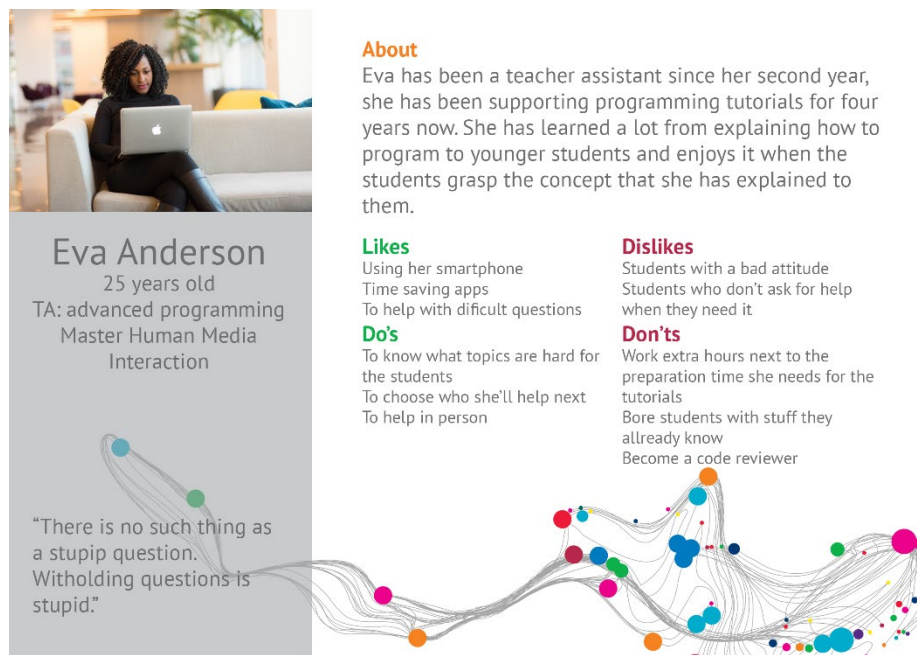 Eva Anderson
25 years old
TA: advanced programming
Master Human Media
Interaction
“There is no such thing as
a stupip question.
Witholding questions is
stupid.”
About
Eva has been a teacher assistant since her second year,
she has been supporting programming tutorials for four
years now. She has learned a lot from explaining how to
program to younger students and enjoys it when the
students grasp the concept that she has explained to
them.
Likes
Using her smartphone
Time saving apps
To help with dificult questions
Do’s
To know what topics are hard for
the students
To choose who she’ll help next
To help in person
Dislikes
Students with a bad attitude
Students who don’t ask for help
when they need it
Don’ts
Work extra hours next to the
preparation time she needs for the
tutorials
Bore students with stuff they
allready know
Become a code reviewer